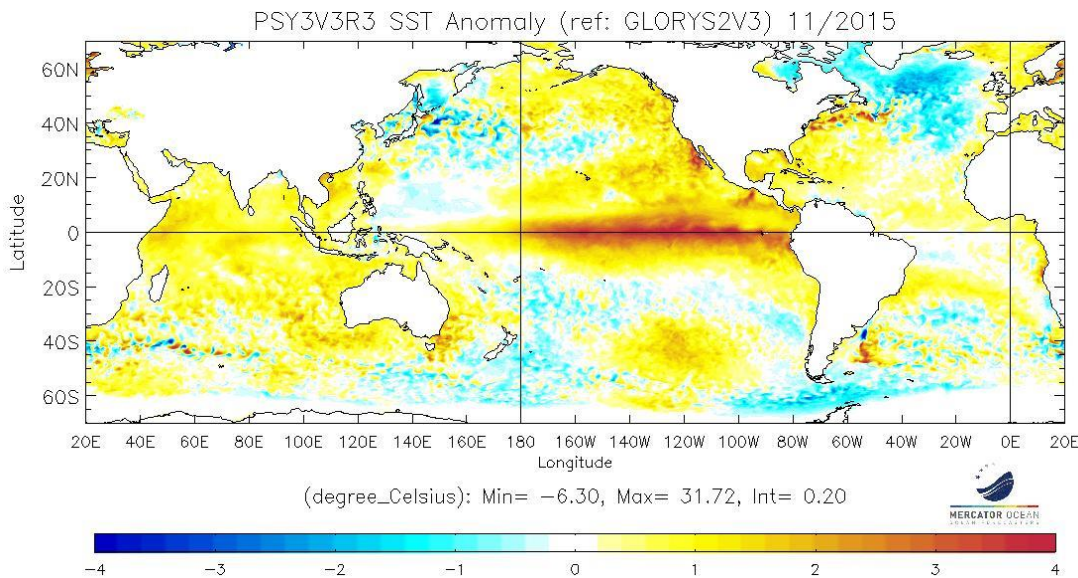 PSY3V3R3 SST Anomaly (ref: GLORYS2V3) 11/2015
60N
40N
20N
0
20S
40S
60S
Latitude
20E 40E 60E 80E 100E 120E 140E 160E 180 160W 140W 120W 100W 80W 60W 40W 20W 0E 20E
Longitude
(degree_Celsius): Min= −6.30, Max= 31.72, Int= 0.20
MERCATOR OCEAN
OCEAN FORECASTERS
−4 −3 −2 −1 0 1 2 3 4